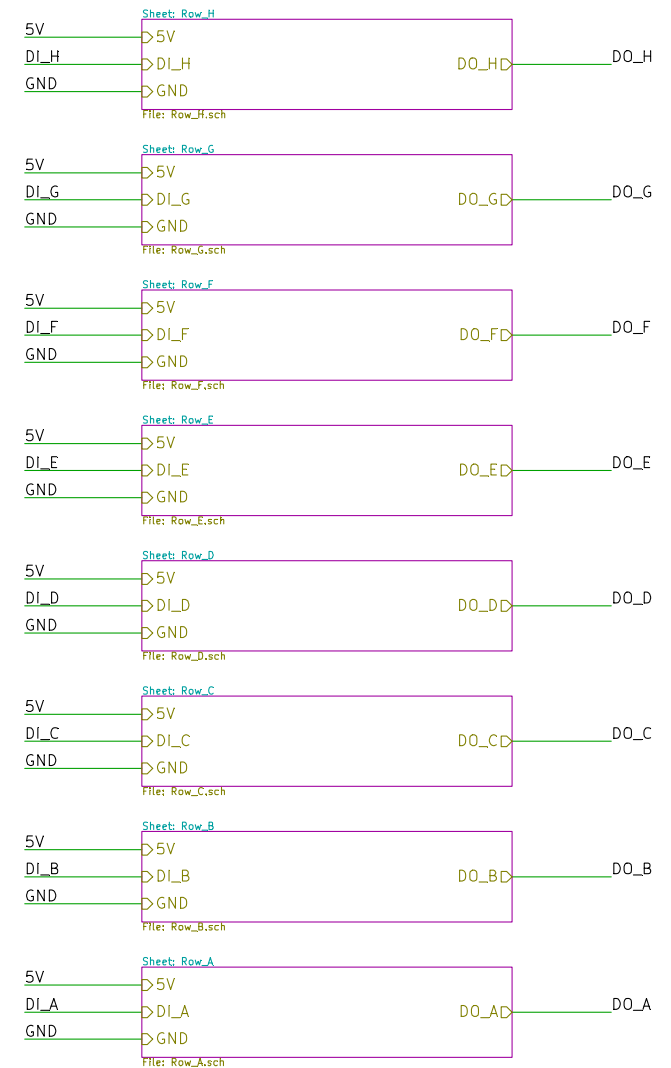 Sheet: Row_H
5V 5V
DI_H DI_H DO_H DO_H
GND GND
File: Row_H.sch
Sheet: Row_G
5V 5V
DI_G DI_G DO_G DO_G
GND GND
File: Row_G.sch
Sheet: Row_F
5V 5V
DI_F DI_F DO_F DO_F
GND GND
File: Row_F.sch
Sheet: Row_E
5V 5V
DI_E DI_E DO_E DO_E
GND GND
File: Row_E.sch
Sheet: Row_D
5V 5V
DI_D DI_D DO_D DO_D
GND GND
File: Row_D.sch
Sheet: Row_C
5V 5V
DI_C DI_C DO_C DO_C
GND GND
File: Row_C.sch
Sheet: Row_B
5V 5V
DI_B DI_B DO_B DO_B
GND GND
File: Row_B.sch
Sheet: Row_A
5V 5V
DI_A DI_A DO_A DO_A
GND GND
File: Row_A.sch